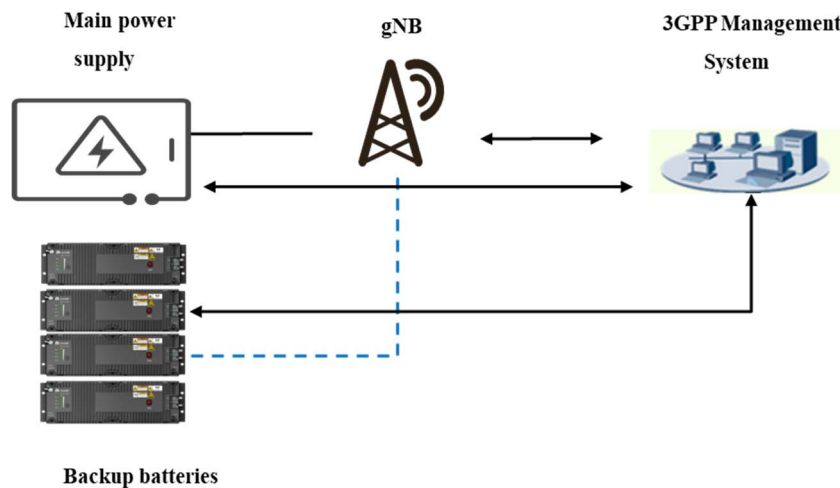 Main power
supply
gNB
3GPP Management
System
Backup batteries